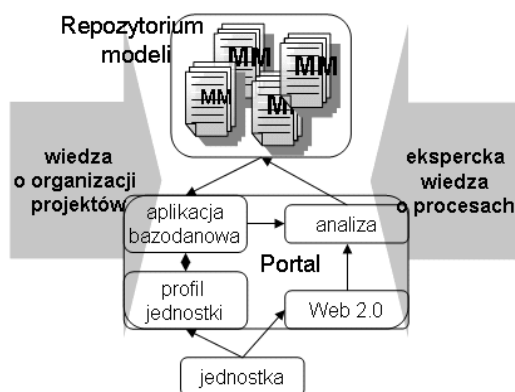 Repozytorium
modeli
MM
MM
MM
MM
wiedza
o organizacji
projektów
ekspercka
wiedza
o procesach
aplikacja
bazodanowa
analiza
Portal
profil
jednostki
Web 2.0
jednostka